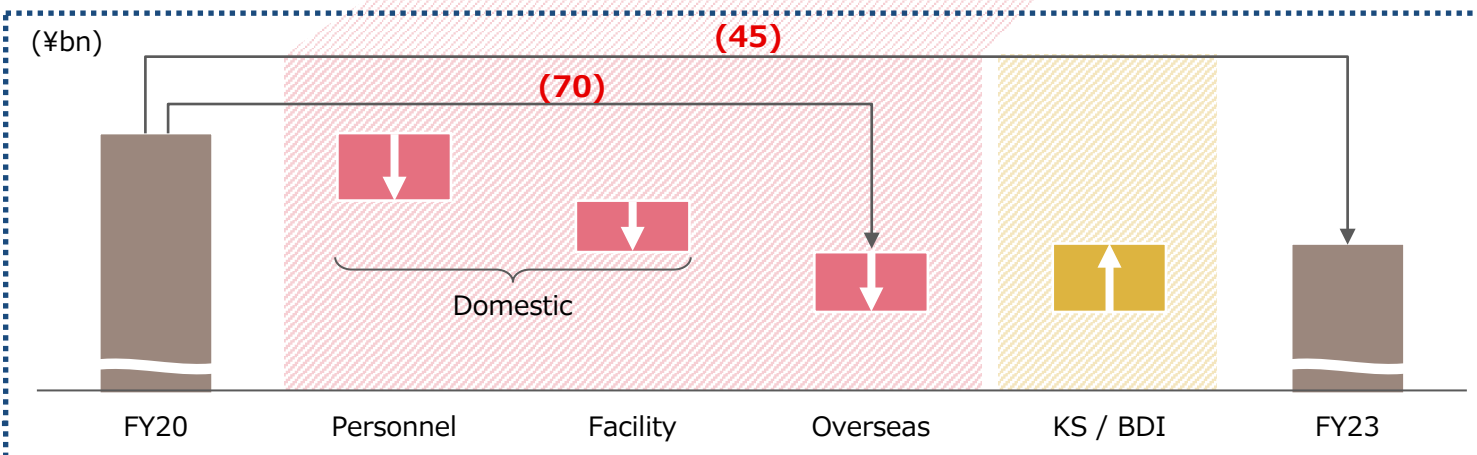 (¥bn)
(45)
(70)
Domestic
FY20
Personnel
Facility
Overseas
KS / BDI
FY23